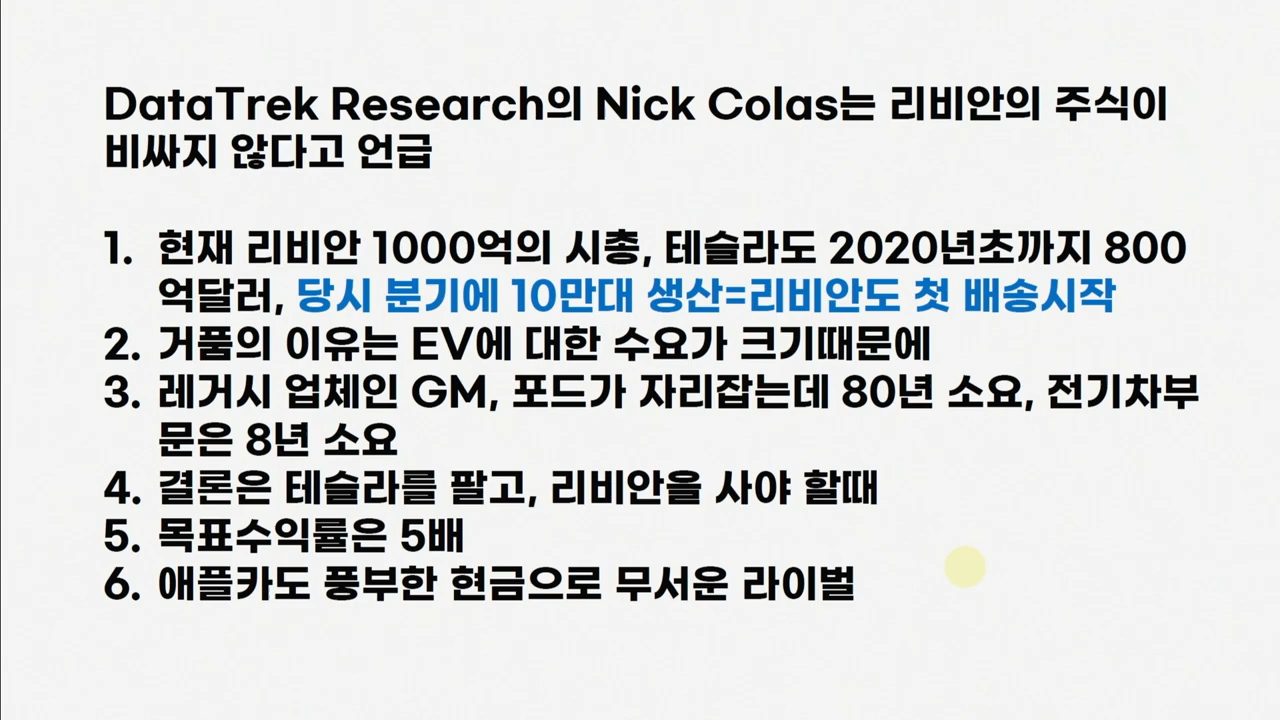 DataTrek Research의 Nick Colas는 리비안의 주식이
비싸지 않다고 언급
1. 현재 리비안 1000억의 시총, 테슬라도 2020년초까지 800
억달러, 당시 분기에 10만대 생산=리비안도 첫 배송시작
2. 거품의 이유는 EV에 대한 수요가 크기때문에
3. 레거시 업체인 GM, 포드가 자리잡는데 80년 소요, 전기차부
문은 8년 소요
4. 결론은 테슬라를 팔고, 리비안을 사야 할때
5. 목표수익률은 5배
6. 애플카도 풍부한 현금으로 무서운 라이벌